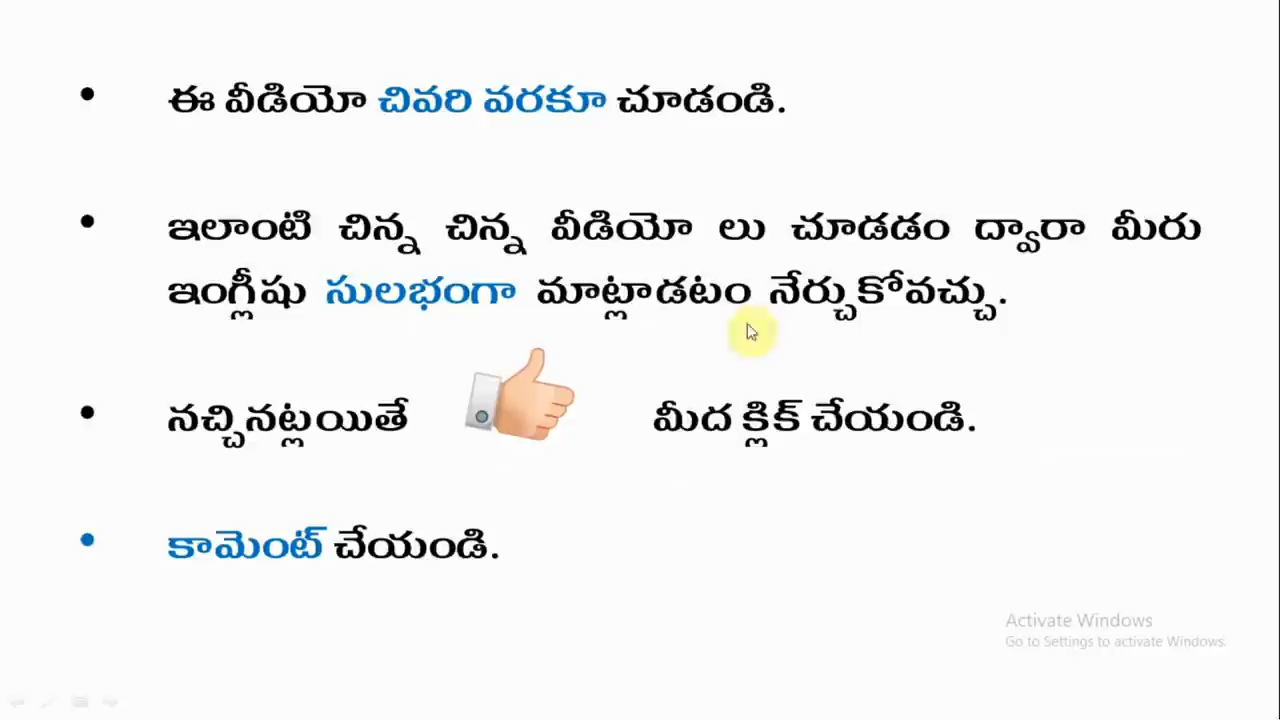 • ఈ వీడియో చివరి వరకూ చూడండి.
• ఇలాంటి చిన్న చిన్న వీడియో లు చూడడం ద్వారా మీరు
ఇంగ్లీషు సులభంగా మాట్లాడటం నేర్చుకోవచ్చు.
• నచ్చినట్లయితే మీద క్లిక్ చేయండి.
• కామెంట్ చేయండి.
Activate Windows
Go to Settings to activate Windows.